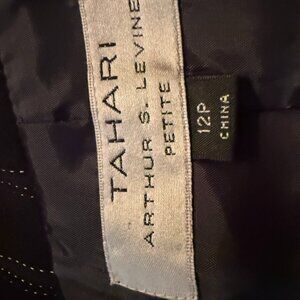 TAHARI
ARTHUR S. LEVINE
PETITE
12P
CHINA